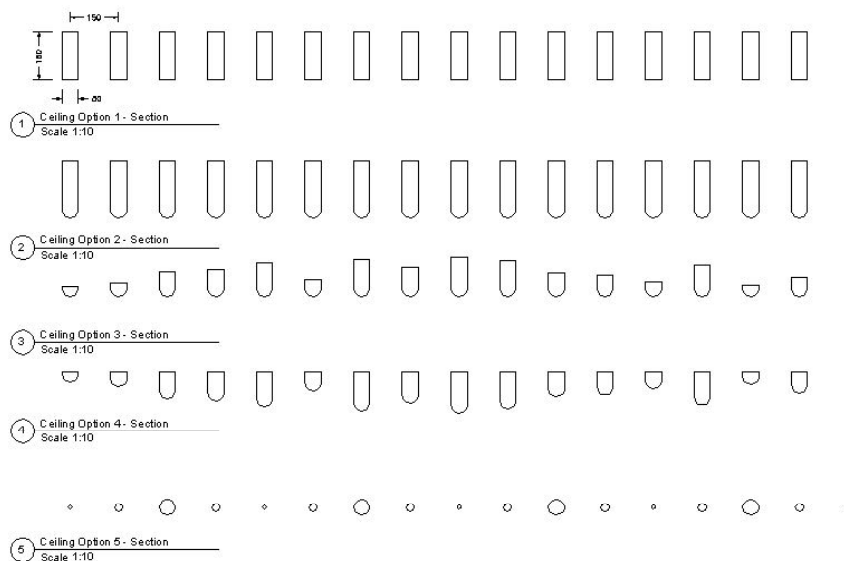 150
150
50
1
Ceiling Option 1 - Section
Scale 1:10
2
Ceiling Option 2 - Section
Scale 1:10
3
Ceiling Option 3 - Section
Scale 1:10
4
Ceiling Option 4 - Section
Scale 1:10
5
Ceiling Option 5 - Section
Scale 1:10